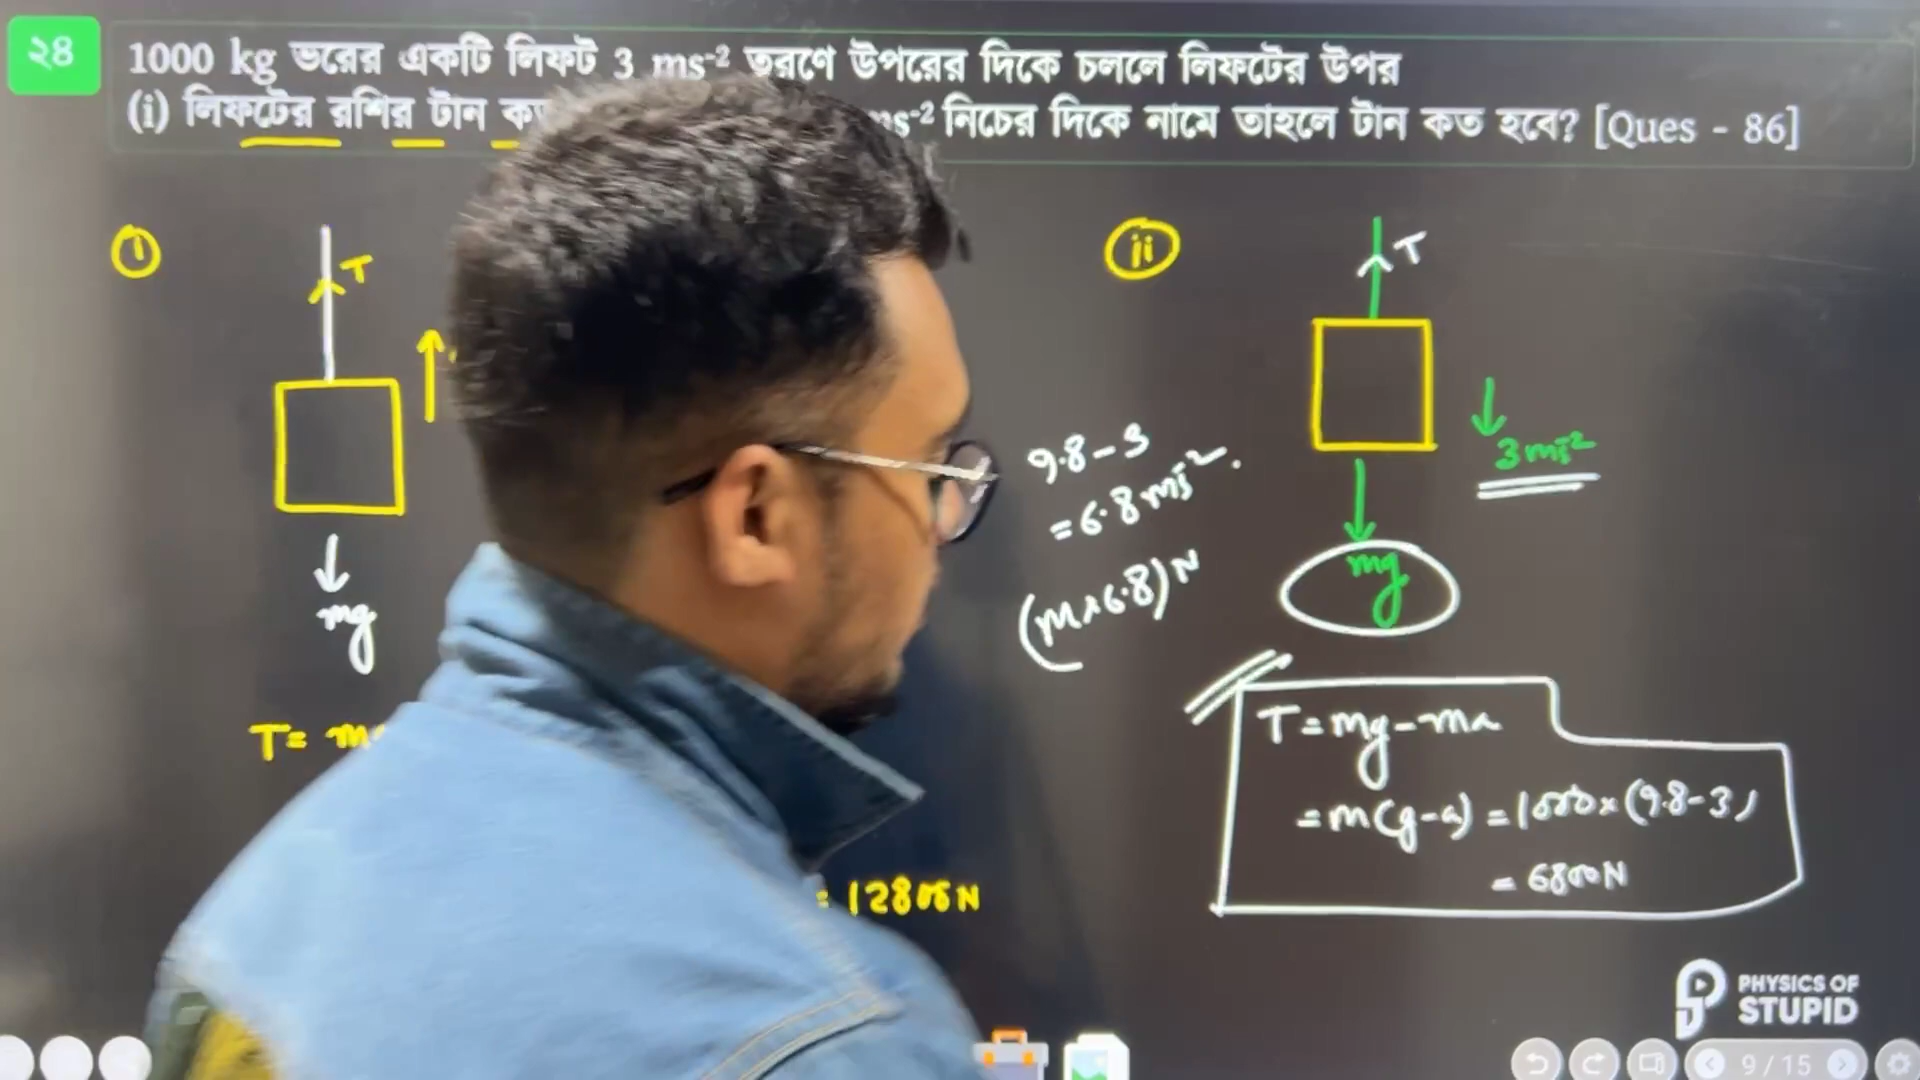 ২৪
1000 kg ভরের একটি লিফট 3 ms⁻² ত্বরণে উপরের দিকে চললে লিফটের উপর
(i) লিফটের রশির টান ms⁻² নিচের দিকে নামে তাহলে টান কত হবে? [Ques - 86]
i
T
mg
T =
= 12800N
9.8-3
= 6.8 ms⁻².
(m×6.8) N
ii
T
3 ms⁻²
mg
T = mg - ma
= m(g-a) = 1000×(9.8-3)
= 6800N
PHYSICS OF
STUPID
9 / 15